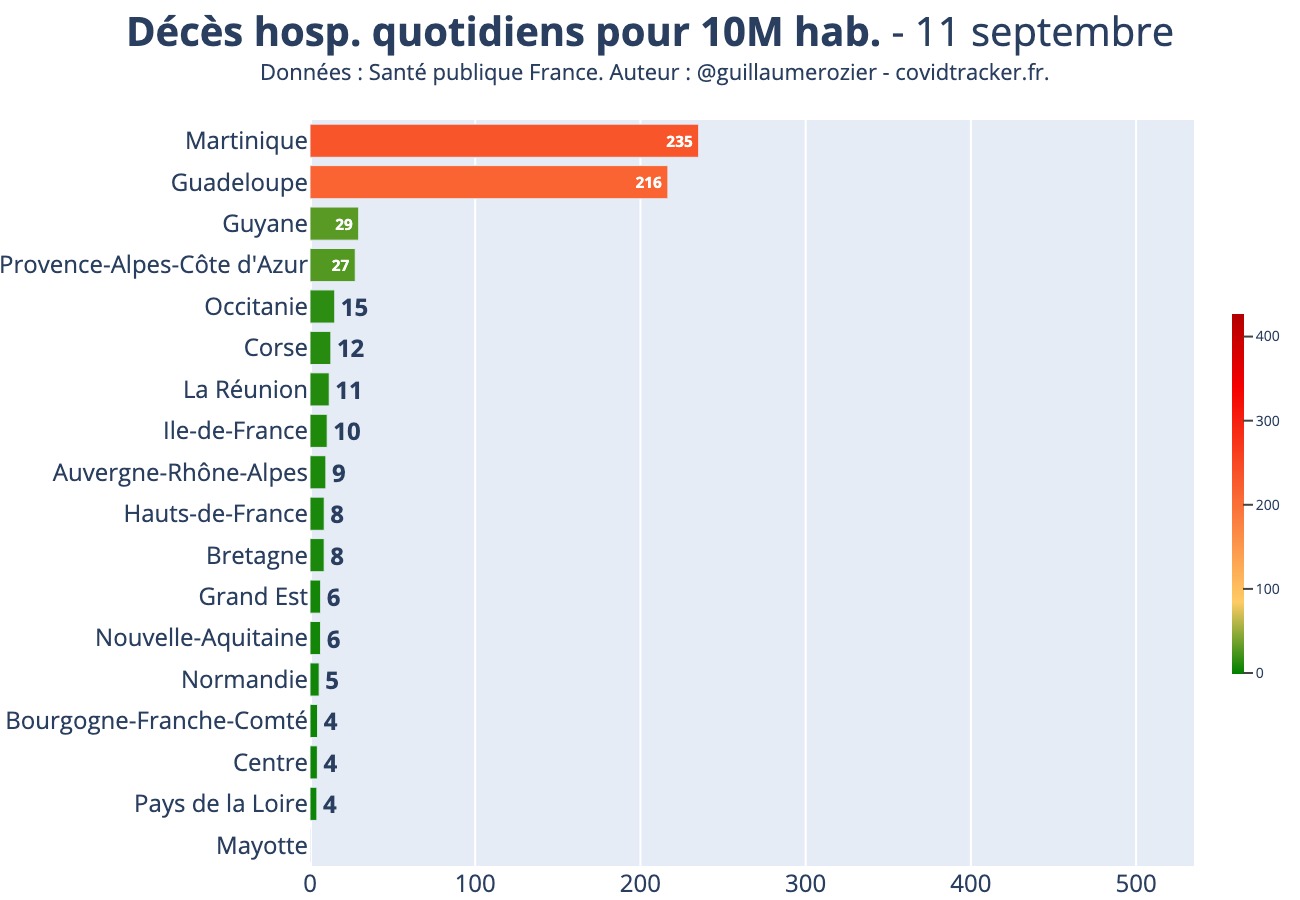 Décès hosp. quotidiens pour 10M hab. - 11 septembre
Données : Santé publique France. Auteur : @guillaumerozier - covidtracker.fr.
Martinique 235
Guadeloupe 216
Guyane 29
Provence-Alpes-Côte d'Azur 27
Occitanie 15
Corse 12
La Réunion 11
Ile-de-France 10
Auvergne-Rhône-Alpes 9
Hauts-de-France 8
Bretagne 8
Grand Est 6
Nouvelle-Aquitaine 6
Normandie 5
Bourgogne-Franche-Comté 4
Centre 4
Pays de la Loire 4
Mayotte
0 100 200 300 400 500
400
300
200
100
0